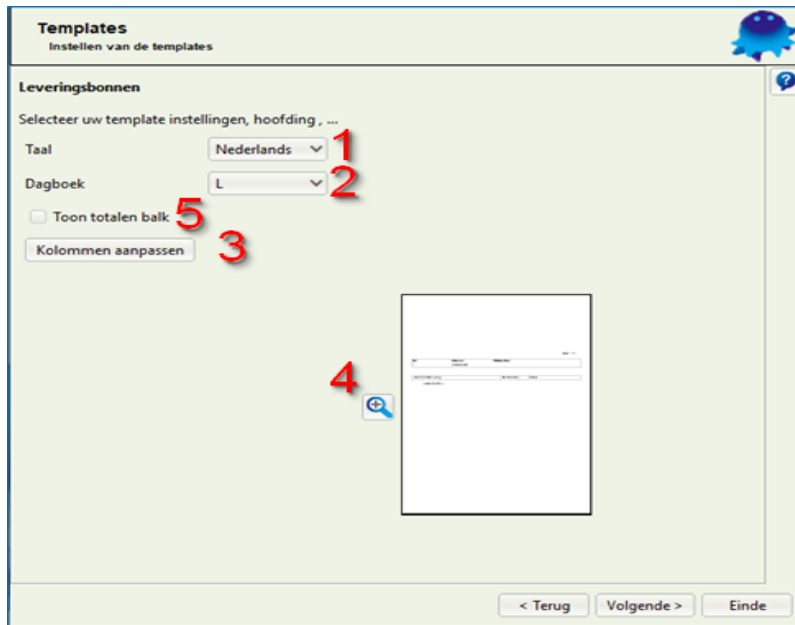 Templates
Instellen van de templates
Leveringsbonnen
Selecteer uw template instellingen, hoofding , ...
Taal Nederlands 1
Dagboek L 2
Toon totalen balk 5
Kolommen aanpassen 3
4
< Terug Volgende > Einde